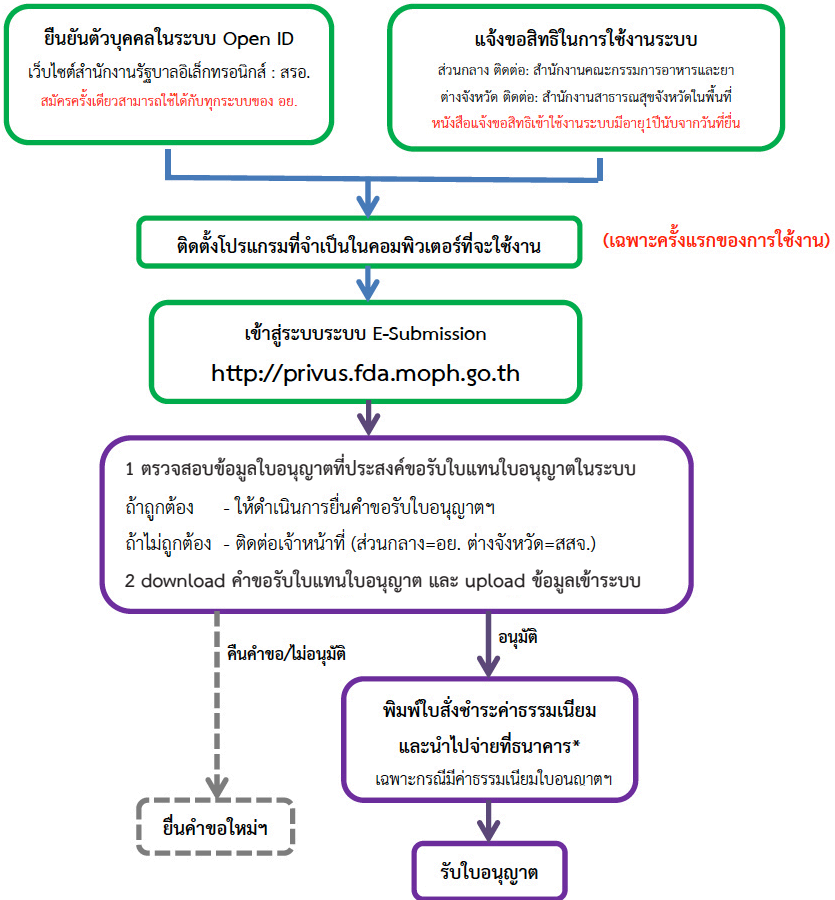 ยืนยันตัวบุคคลในระบบ Open ID
เว็บไซต์สำนักงานรัฐบาลอิเล็กทรอนิกส์ : สรอ.
สมัครครั้งเดียวสามารถใช้ได้กับทุกระบบของ อย.
แจ้งขอสิทธิในการใช้งานระบบ
ส่วนกลาง ติดต่อ: สำนักงานคณะกรรมการอาหารและยา
ต่างจังหวัด ติดต่อ: สำนักงานสาธารณสุขจังหวัดในพื้นที่
หนังสือแจ้งขอสิทธิเข้าใช้งานระบบมีอายุ1ปีนับจากวันที่ยื่น
ติดตั้งโปรแกรมที่จำเป็นในคอมพิวเตอร์ที่จะใช้งาน
(เฉพาะครั้งแรกของการใช้งาน)
เข้าสู่ระบบระบบ E-Submission
http://privus.fda.moph.go.th
1 ตรวจสอบข้อมูลใบอนุญาตที่ประสงค์ขอรับใบแทนใบอนุญาตในระบบ
ถ้าถูกต้อง - ให้ดำเนินการยื่นคำขอรับใบอนุญาตฯ
ถ้าไม่ถูกต้อง - ติดต่อเจ้าหน้าที่ (ส่วนกลาง=อย. ต่างจังหวัด=สสจ.)
2 download คำขอรับใบแทนใบอนุญาต และ upload ข้อมูลเข้าระบบ
คืนคำขอ/ไม่อนุมัติ
อนุมัติ
พิมพ์ใบสั่งชำระค่าธรรมเนียม
และนำไปจ่ายที่ธนาคาร*
เฉพาะกรณีมีค่าธรรมเนียมใบอนุญาตฯ
ยื่นคำขอใหม่ฯ
รับใบอนุญาต